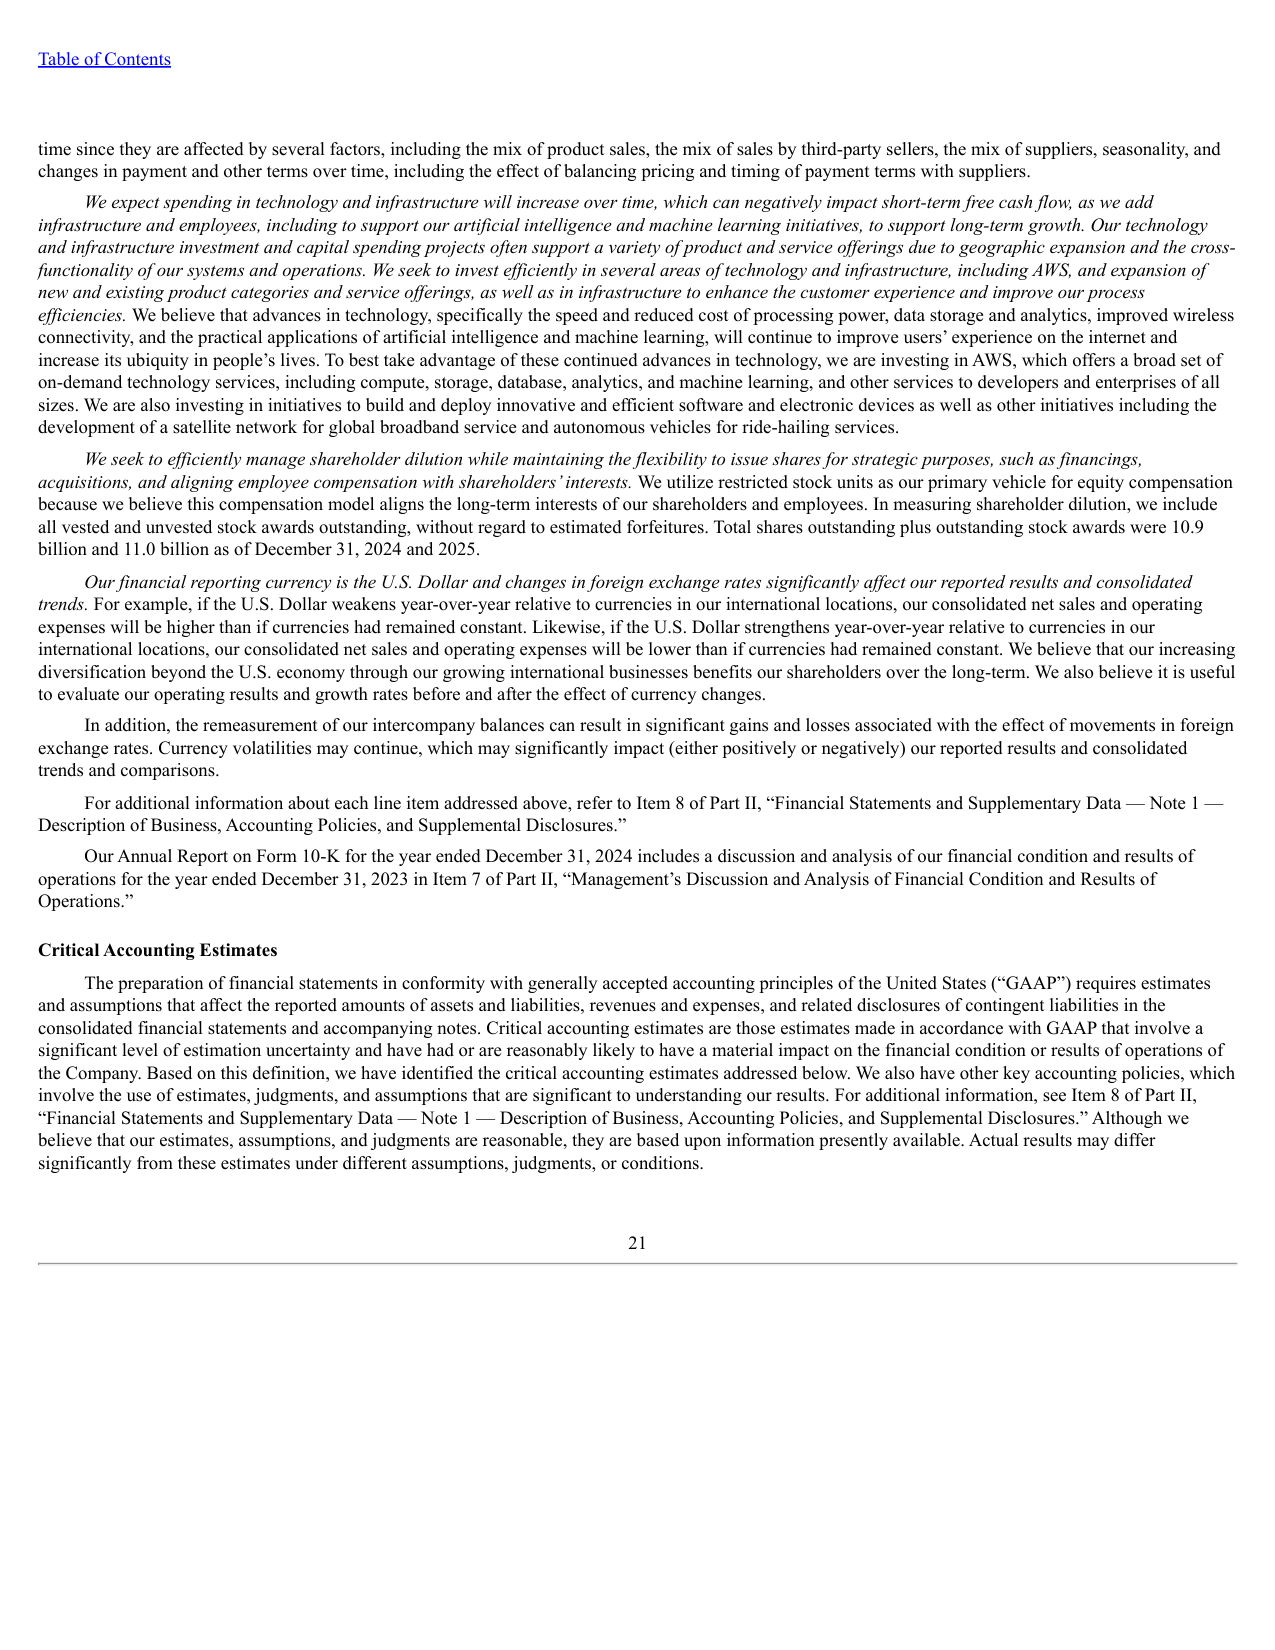 Table of Contents
time since they are affected by several factors, including the mix of product sales, the mix of sales by third-party sellers, the mix of suppliers, seasonality, and
changes in payment and other terms over time, including the effect of balancing pricing and timing of payment terms with suppliers.
We expect spending in technology and infrastructure will increase over time, which can negatively impact short-term free cash flow, as we add
infrastructure and employees, including to support our artificial intelligence and machine learning initiatives, to support long-term growth. Our technology
and infrastructure investment and capital spending projects often support a variety of product and service offerings due to geographic expansion and the cross-
functionality of our systems and operations. We seek to invest efficiently in several areas of technology and infrastructure, including AWS, and expansion of
new and existing product categories and service offerings, as well as in infrastructure to enhance the customer experience and improve our process
efficiencies. We believe that advances in technology, specifically the speed and reduced cost of processing power, data storage and analytics, improved wireless
connectivity, and the practical applications of artificial intelligence and machine learning, will continue to improve users’ experience on the internet and
increase its ubiquity in people’s lives. To best take advantage of these continued advances in technology, we are investing in AWS, which offers a broad set of
on-demand technology services, including compute, storage, database, analytics, and machine learning, and other services to developers and enterprises of all
sizes. We are also investing in initiatives to build and deploy innovative and efficient software and electronic devices as well as other initiatives including the
development of a satellite network for global broadband service and autonomous vehicles for ride-hailing services.
We seek to efficiently manage shareholder dilution while maintaining the flexibility to issue shares for strategic purposes, such as financings,
acquisitions, and aligning employee compensation with shareholders’ interests. We utilize restricted stock units as our primary vehicle for equity compensation
because we believe this compensation model aligns the long-term interests of our shareholders and employees. In measuring shareholder dilution, we include
all vested and unvested stock awards outstanding, without regard to estimated forfeitures. Total shares outstanding plus outstanding stock awards were 10.9
billion and 11.0 billion as of December 31, 2024 and 2025.
Our financial reporting currency is the U.S. Dollar and changes in foreign exchange rates significantly affect our reported results and consolidated
trends. For example, if the U.S. Dollar weakens year-over-year relative to currencies in our international locations, our consolidated net sales and operating
expenses will be higher than if currencies had remained constant. Likewise, if the U.S. Dollar strengthens year-over-year relative to currencies in our
international locations, our consolidated net sales and operating expenses will be lower than if currencies had remained constant. We believe that our increasing
diversification beyond the U.S. economy through our growing international businesses benefits our shareholders over the long-term. We also believe it is useful
to evaluate our operating results and growth rates before and after the effect of currency changes.
In addition, the remeasurement of our intercompany balances can result in significant gains and losses associated with the effect of movements in foreign
exchange rates. Currency volatilities may continue, which may significantly impact (either positively or negatively) our reported results and consolidated
trends and comparisons.
For additional information about each line item addressed above, refer to Item 8 of Part II, “Financial Statements and Supplementary Data — Note 1 —
Description of Business, Accounting Policies, and Supplemental Disclosures.”
Our Annual Report on Form 10-K for the year ended December 31, 2024 includes a discussion and analysis of our financial condition and results of
operations for the year ended December 31, 2023 in Item 7 of Part II, “Management’s Discussion and Analysis of Financial Condition and Results of
Operations.”
Critical Accounting Estimates
The preparation of financial statements in conformity with generally accepted accounting principles of the United States (“GAAP”) requires estimates
and assumptions that affect the reported amounts of assets and liabilities, revenues and expenses, and related disclosures of contingent liabilities in the
consolidated financial statements and accompanying notes. Critical accounting estimates are those estimates made in accordance with GAAP that involve a
significant level of estimation uncertainty and have had or are reasonably likely to have a material impact on the financial condition or results of operations of
the Company. Based on this definition, we have identified the critical accounting estimates addressed below. We also have other key accounting policies, which
involve the use of estimates, judgments, and assumptions that are significant to understanding our results. For additional information, see Item 8 of Part II,
“Financial Statements and Supplementary Data — Note 1 — Description of Business, Accounting Policies, and Supplemental Disclosures.” Although we
believe that our estimates, assumptions, and judgments are reasonable, they are based upon information presently available. Actual results may differ
significantly from these estimates under different assumptions, judgments, or conditions.
21